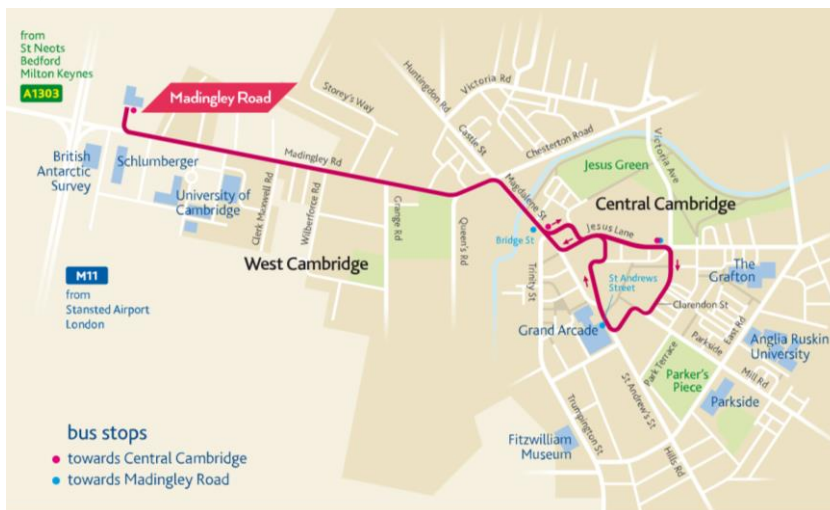 from
St Neots
Bedford
Milton Keynes
A1303
Madingley Road
Storey's Way
Huntingdon Rd
Victoria Rd
Castle St
Chesterton Road
Victoria Ave
British
Antarctic
Survey
Schlumberger
Madingley Rd
University of
Cambridge
Clerk Maxwell Rd
Wilberforce Rd
Grange Rd
Queen's Rd
Magdalene St
Jesus Green
Central Cambridge
Jesus Lane
Bridge St
West Cambridge
Trinity St
St Andrews
Street
The
Grafton
Clarendon St
M11
from
Stansted Airport
London
Grand Arcade
Parkside
East Rd
Anglia Ruskin
University
Park Terrace
Parker's
Piece
Mill Rd
Parkside
St Andrew's St
Trumpington St
Fitzwilliam
Museum
Hills Rd
bus stops
towards Central Cambridge
towards Madingley Road